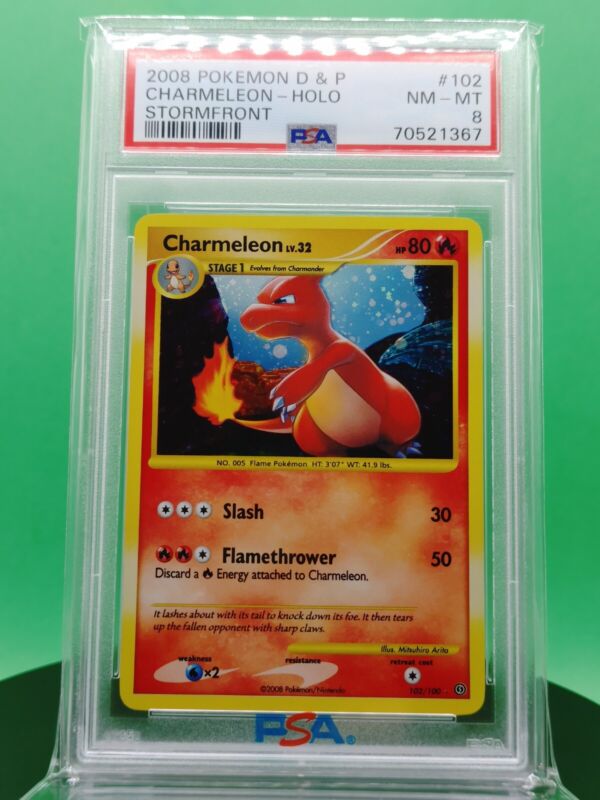 2008 POKEMON D & P #102
CHARMELEON - HOLO NM - MT
STORMFRONT 8
PSA 70521367
Charmeleon LV.32 HP 80
STAGE 1 Evolves from Charmander
NO. 005 Flame Pokémon HT: 3'07" WT: 41.9 lbs.
Slash 30
Flamethrower 50
Discard a Energy attached to Charmeleon.
It lashes about with its tail to knock down its foe. It then tears
up the fallen opponent with sharp claws.
Illus. Mitsuhiro Arita
weakness resistance retreat cost
×2
©2008 Pokémon/Nintendo 102/100
PSA®
PSA